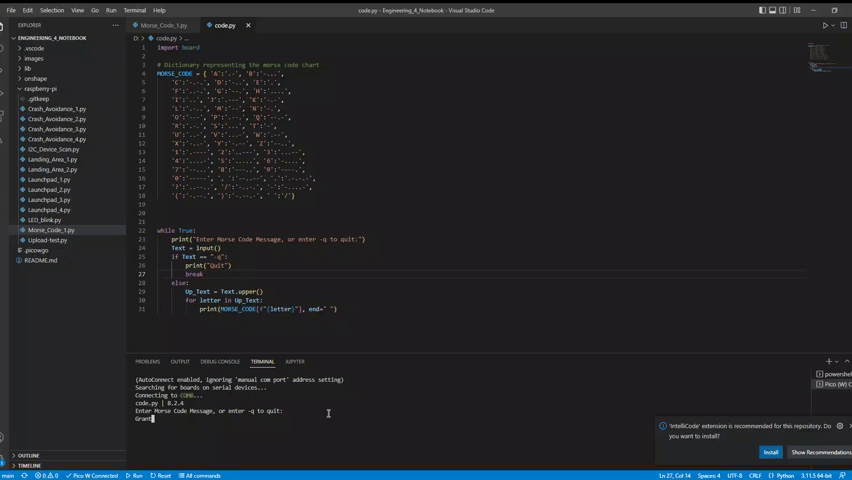 File Edit Selection View Go Run Terminal Help
code.py - Engineering_4_Notebook - Visual Studio Code
EXPLORER
Morse_Code_1.py
code.py
ENGINEERING_4_NOTEBOOK
.vscode
images
lib
onshape
raspberry-pi
.gitkeep
Crash_Avoidance_1.py
Crash_Avoidance_2.py
Crash_Avoidance_3.py
Crash_Avoidance_4.py
I2C_Device_Scan.py
Landing_Area_1.py
Landing_Area_2.py
Launchpad_1.py
Launchpad_2.py
Launchpad_3.py
Launchpad_4.py
LED_blink.py
Morse_Code_1.py
Upload-test.py
.picowgo
README.md
OUTLINE
TIMELINE
D: > code.py > ...
1 import board
2
3 # Dictionary representing the morse code chart
4 MORSE_CODE = { 'A':'.-', 'B':'-...',
5 'C':'-.-.', 'D':'-..', 'E':'.',
6 'F':'..-.', 'G':'--.', 'H':'....',
7 'I':'..', 'J':'.---', 'K':'-.-',
8 'L':'.-..', 'M':'--', 'N':'-.',
9 'O':'---', 'P':'.--.', 'Q':'--.-',
10 'R':'.-.', 'S':'...', 'T':'-',
11 'U':'..-', 'V':'...-', 'W':'.--',
12 'X':'-..-', 'Y':'-.--', 'Z':'--..',
13 '1':'.----', '2':'..---', '3':'...--',
14 '4':'....-', '5':'.....', '6':'-....',
15 '7':'--...', '8':'---..', '9':'----.',
16 '0':'-----', ', ':'--..--', '.':'.-.-.-',
17 '?':'..--..', '/':'-..-.', '-':'-....-',
18 '(':'-.--.', ')':'-.--.-', ' ':'/'}
19
20
21
22 while True:
23 print("Enter Morse Code Message, or enter -q to quit:")
24 Text = input()
25 if Text == "-q":
26 print("Quit")
27 break
28 else:
29 Up_Text = Text.upper()
30 for letter in Up_Text:
31 print(MORSE_CODE[f"{letter}"], end=" ")
PROBLEMS OUTPUT DEBUG CONSOLE TERMINAL JUPYTER
(AutoConnect enabled, ignoring 'manual com port' address setting)
Searching for boards on serial devices...
Connecting to COM8...
code.py | 8.2.4
Enter Morse Code Message, or enter -q to quit:
Grant
powershell
Pico (W)
'IntelliCode' extension is recommended for this repository. Do
you want to install?
Install
Show Recommendations
main 0 0 Pico W Connected Run Reset All commands
Ln 27, Col 14 Spaces: 4 UTF-8 CRLF Python 3.11.5 64-bit